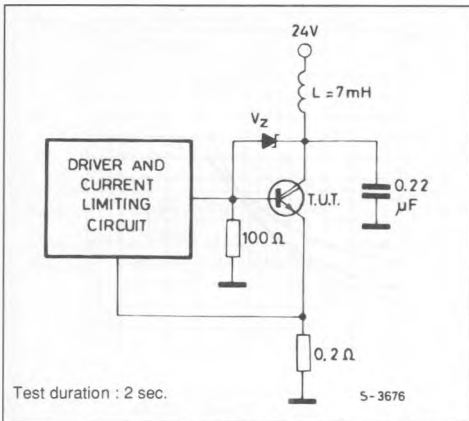 24V
L = 7mH
Vz
DRIVER AND
CURRENT
LIMITING
CIRCUIT
T.U.T.
0.22
µF
100 Ω
0.2 Ω
Test duration : 2 sec.
S-3676